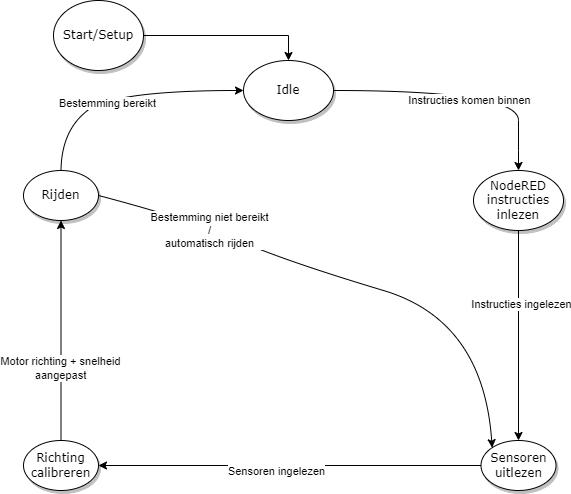 Start/Setup
Idle
Bestemming bereikt
Instructies komen binnen
Rijden
NodeRED
instructies
inlezen
Bestemming niet bereikt
/
automatisch rijden
Instructies ingelezen
Motor richting + snelheid
aangepast
Richting
calibreren
Sensoren ingelezen
Sensoren
uitlezen